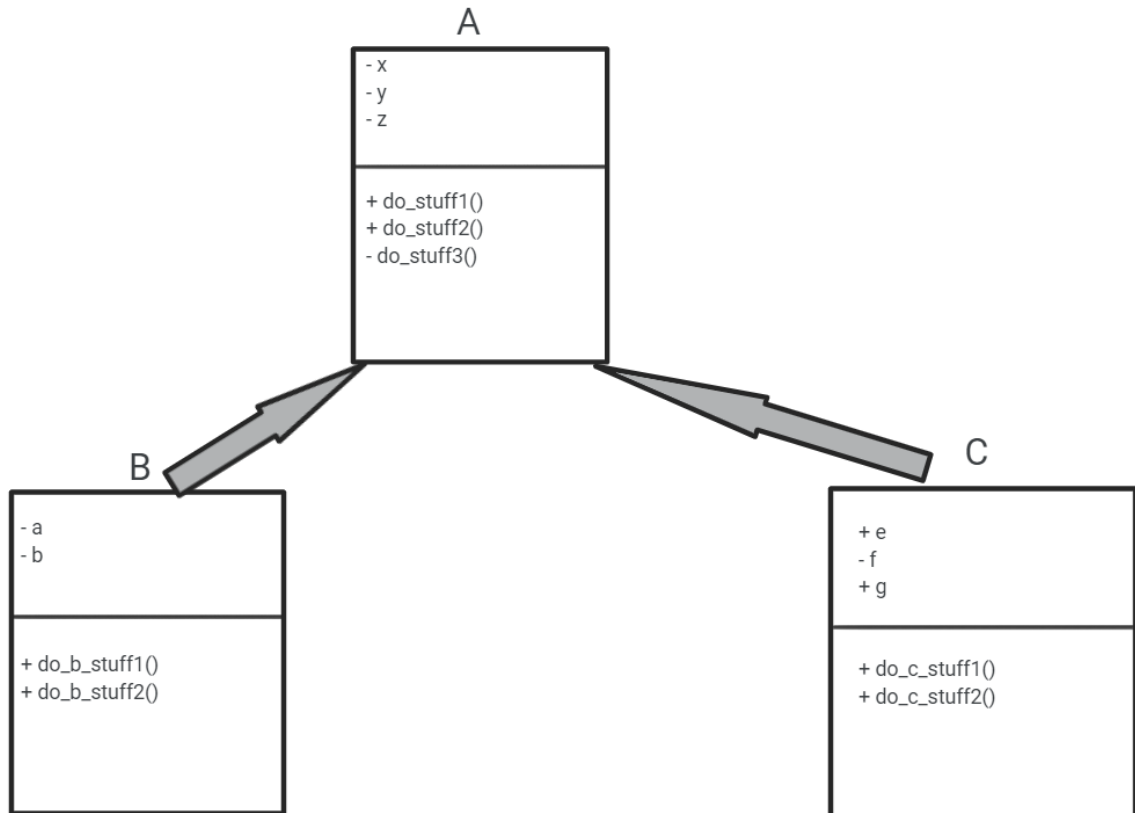 A
- x
- y
- z
+ do_stuff1()
+ do_stuff2()
- do_stuff3()
B
- a
- b
+ do_b_stuff1()
+ do_b_stuff2()
C
+ e
- f
+ g
+ do_c_stuff1()
+ do_c_stuff2()